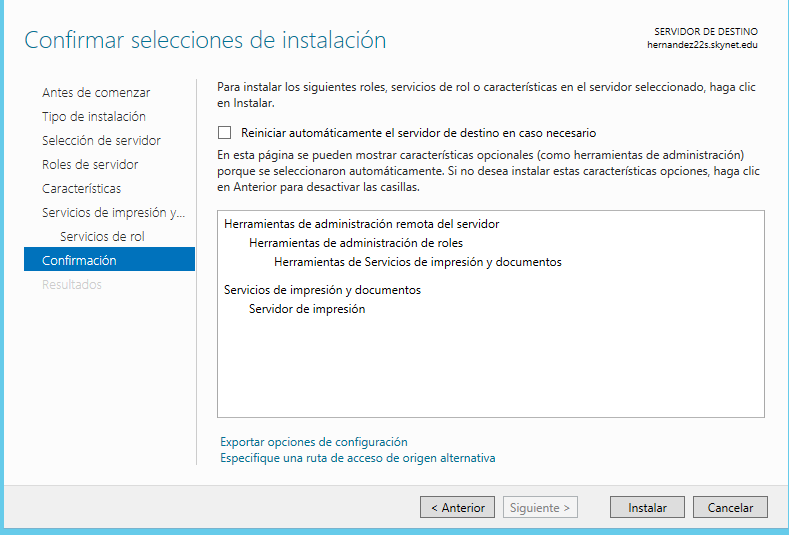 Confirmar selecciones de instalación
SERVIDOR DE DESTINO
hernandez22s.skynet.edu
Antes de comenzar
Tipo de instalación
Selección de servidor
Roles de servidor
Características
Servicios de impresión y...
Servicios de rol
Confirmación
Resultados
Para instalar los siguientes roles, servicios de rol o características en el servidor seleccionado, haga clic
en Instalar.
Reiniciar automáticamente el servidor de destino en caso necesario
En esta página se pueden mostrar características opcionales (como herramientas de administración)
porque se seleccionaron automáticamente. Si no desea instalar estas características opciones, haga clic
en Anterior para desactivar las casillas.
Herramientas de administración remota del servidor
Herramientas de administración de roles
Herramientas de Servicios de impresión y documentos
Servicios de impresión y documentos
Servidor de impresión
Exportar opciones de configuración
Especifique una ruta de acceso de origen alternativa
< Anterior
Siguiente >
Instalar
Cancelar